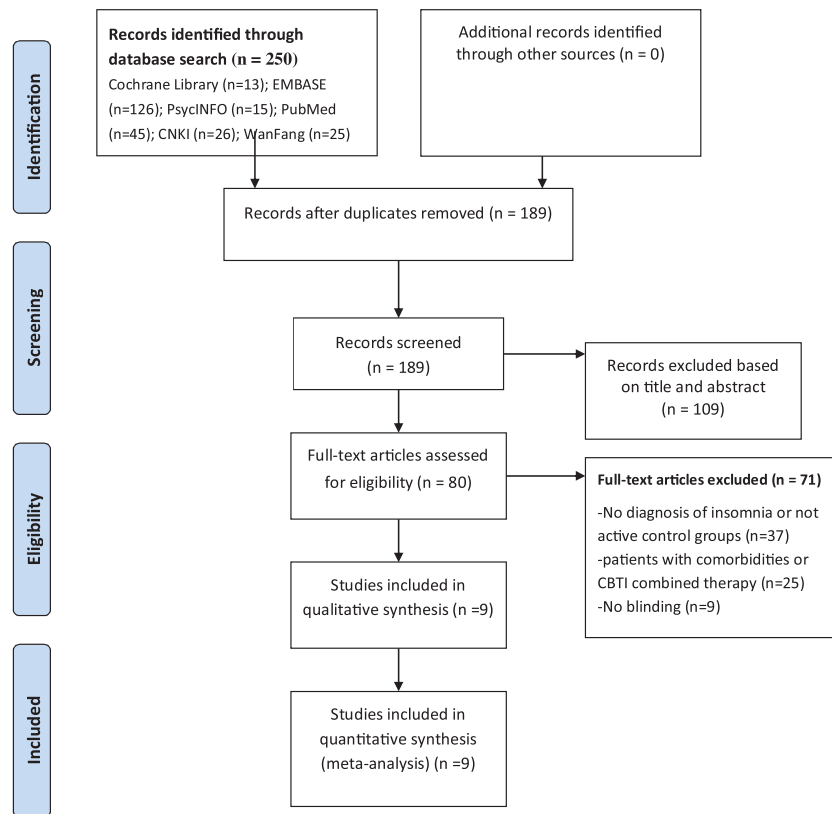 Identification
Records identified through
database search (n = 250)
Cochrane Library (n=13); EMBASE
(n=126); PsycINFO (n=15); PubMed
(n=45); CNKI (n=26); WanFang (n=25)
Additional records identified
through other sources (n = 0)
Records after duplicates removed (n = 189)
Screening
Records screened
(n = 189)
Records excluded based
on title and abstract
(n = 109)
Eligibility
Full-text articles assessed
for eligibility (n = 80)
Full-text articles excluded (n = 71)
-No diagnosis of insomnia or not
active control groups (n=37)
-patients with comorbidities or
CBTI combined therapy (n=25)
-No blinding (n=9)
Studies included in
qualitative synthesis (n =9)
Included
Studies included in
quantitative synthesis
(meta-analysis) (n =9)